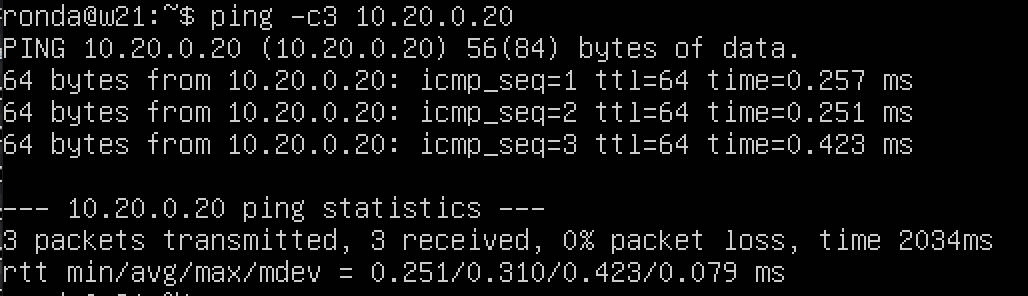 ronda@w21:~$ ping -c3 10.20.0.20
PING 10.20.0.20 (10.20.0.20) 56(84) bytes of data.
64 bytes from 10.20.0.20: icmp_seq=1 ttl=64 time=0.257 ms
64 bytes from 10.20.0.20: icmp_seq=2 ttl=64 time=0.251 ms
64 bytes from 10.20.0.20: icmp_seq=3 ttl=64 time=0.423 ms
--- 10.20.0.20 ping statistics ---
3 packets transmitted, 3 received, 0% packet loss, time 2034ms
rtt min/avg/max/mdev = 0.251/0.310/0.423/0.079 ms